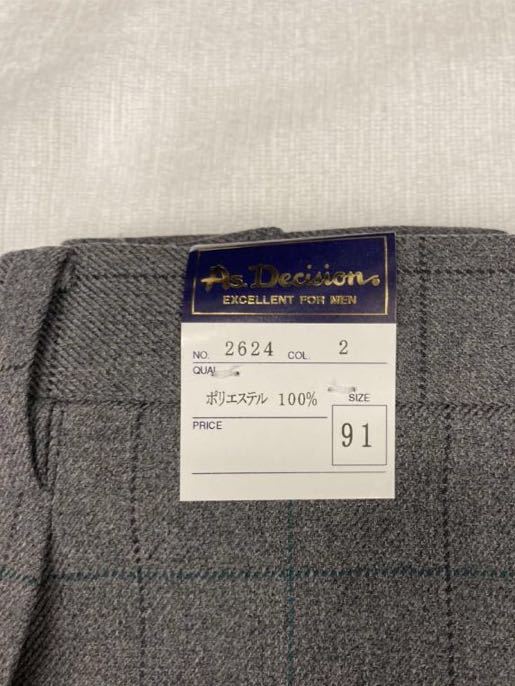 As. Decision.
EXCELLENT FOR MEN
NO. 2624 COL. 2
QUAL
ポリエステル 100% SIZE
PRICE 91